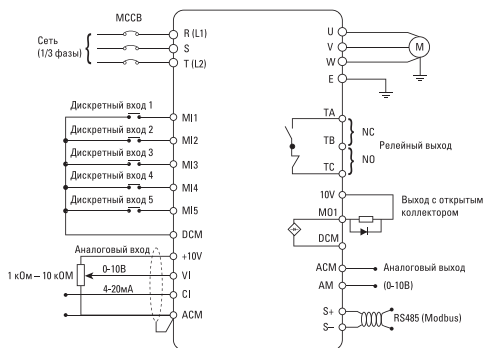 MCCB
Сеть
(1/3 фазы)
R (L1)
S
T (L2)
Дискретный вход 1
MI1
Дискретный вход 2
MI2
Дискретный вход 3
MI3
Дискретный вход 4
MI4
Дискретный вход 5
MI5
DCM
Аналоговый вход
+10V
1 кОм – 10 кОМ
0-10В
VI
4-20мА
CI
ACM
U
V
W
M
E
TA
NC
TB
Релейный выход
NO
TC
10V
Выход с открытым
коллектором
MO1
DCM
ACM
Аналоговый выход
AM
(0-10В)
S+
RS485 (Modbus)
S–